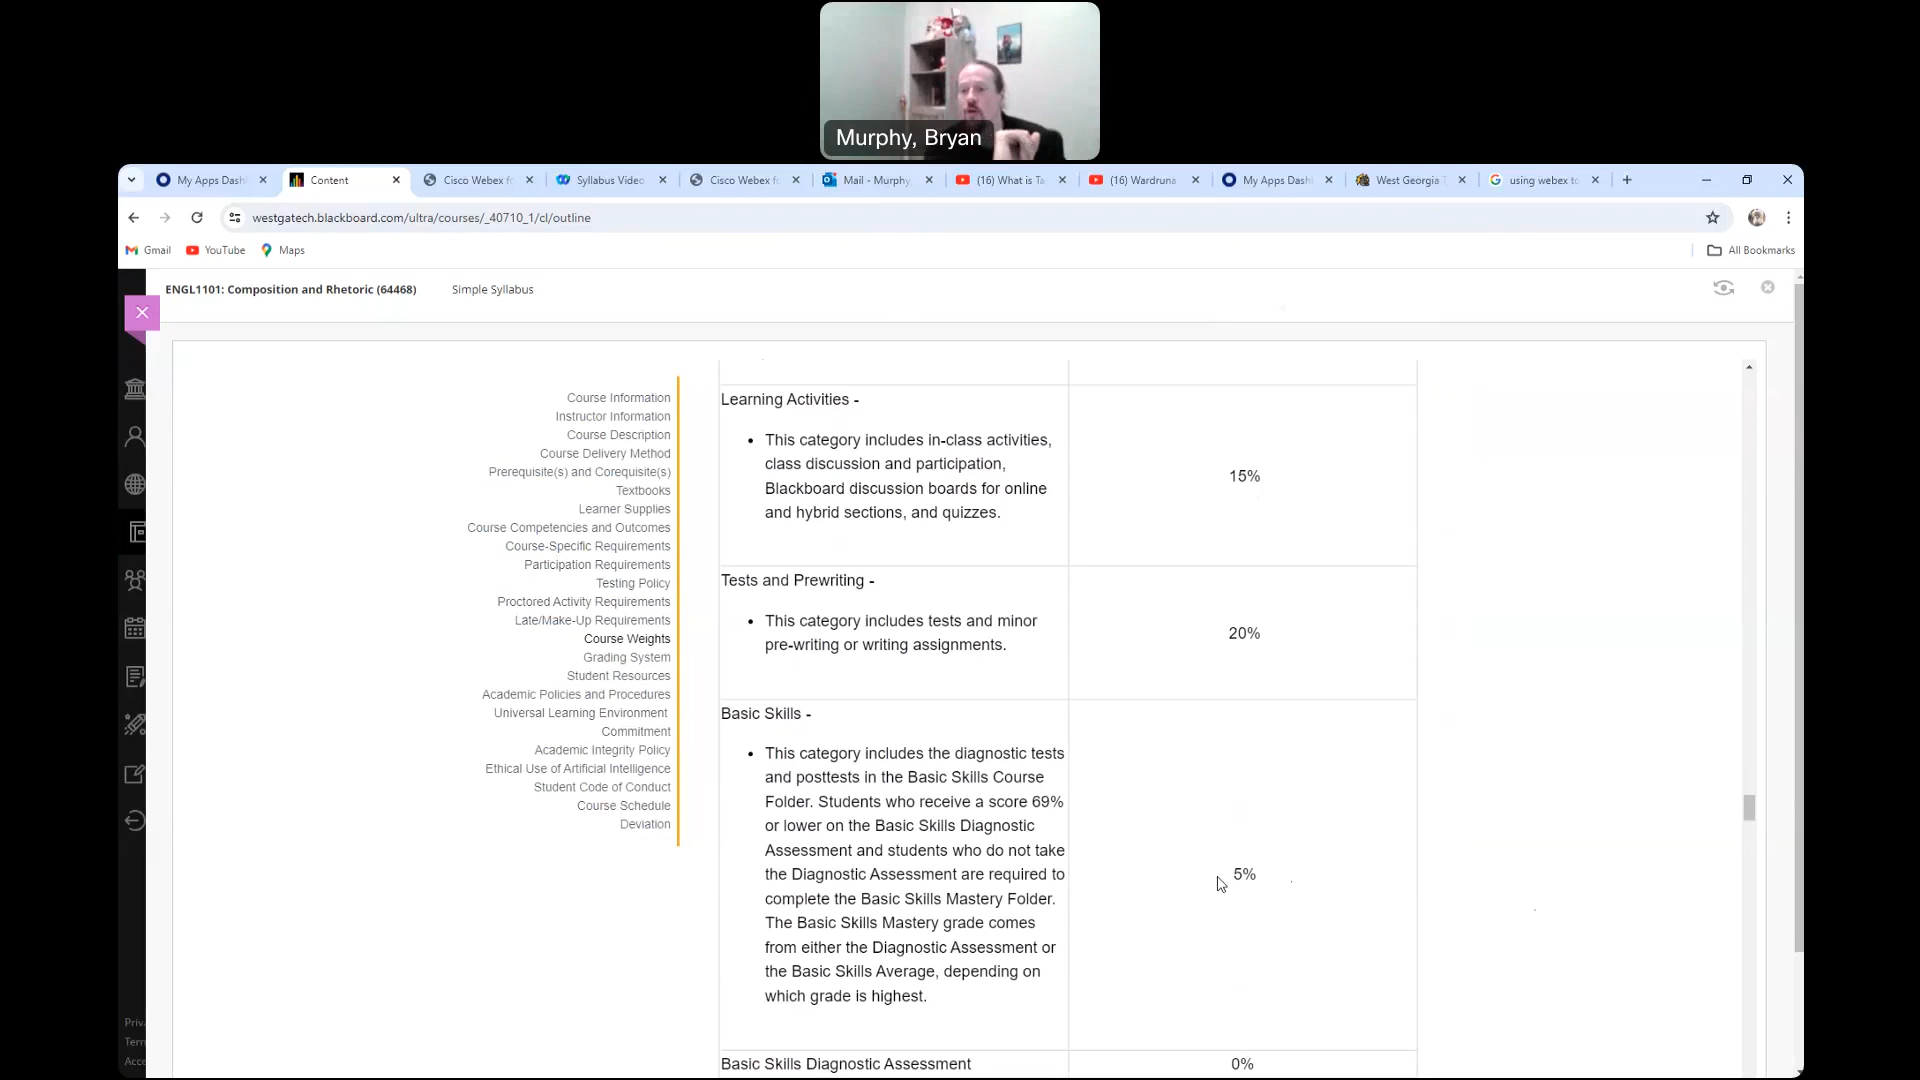 Murphy, Bryan
My Apps Dash
Content
Cisco Webex fo
Syllabus Video
Cisco Webex fo
Mail - Murphy,
(16) What is Ta
(16) Wardruna
My Apps Dash
West Georgia T
using webex to
westgatech.blackboard.com/ultra/courses/_40710_1/cl/outline
Gmail
YouTube
Maps
All Bookmarks
ENGL1101: Composition and Rhetoric (64468)
Simple Syllabus
Course Information
Instructor Information
Course Description
Course Delivery Method
Prerequisite(s) and Corequisite(s)
Textbooks
Learner Supplies
Course Competencies and Outcomes
Course-Specific Requirements
Participation Requirements
Testing Policy
Proctored Activity Requirements
Late/Make-Up Requirements
Course Weights
Grading System
Student Resources
Academic Policies and Procedures
Universal Learning Environment
Commitment
Academic Integrity Policy
Ethical Use of Artificial Intelligence
Student Code of Conduct
Course Schedule
Deviation
Learning Activities -
• This category includes in-class activities,
class discussion and participation,
Blackboard discussion boards for online
and hybrid sections, and quizzes.
15%
Tests and Prewriting -
• This category includes tests and minor
pre-writing or writing assignments.
20%
Basic Skills -
• This category includes the diagnostic tests
and posttests in the Basic Skills Course
Folder. Students who receive a score 69%
or lower on the Basic Skills Diagnostic
Assessment and students who do not take
the Diagnostic Assessment are required to
complete the Basic Skills Mastery Folder.
The Basic Skills Mastery grade comes
from either the Diagnostic Assessment or
the Basic Skills Average, depending on
which grade is highest.
5%
Basic Skills Diagnostic Assessment
0%
Priv
Term
Acce